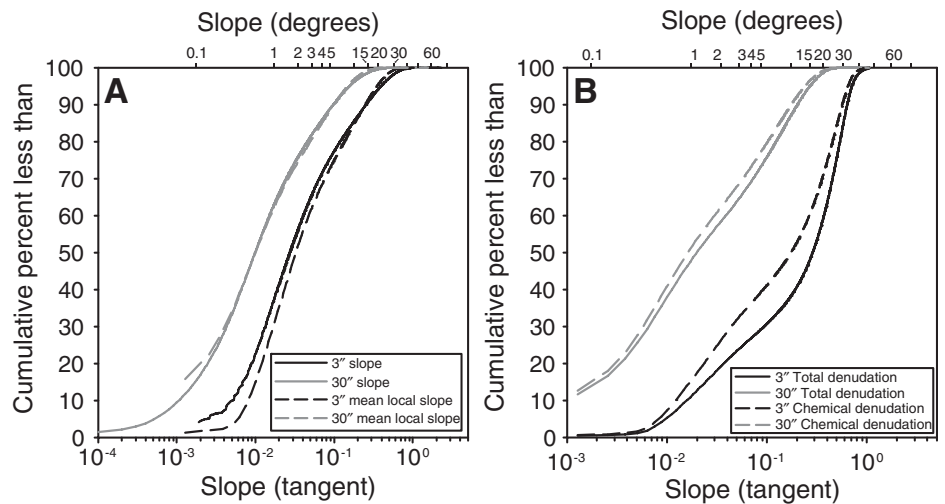 Slope (degrees)
0.1 1 2 3 4 5 15 20 30 60
A
Cumulative percent less than
100
90
80
70
60
50
40
30
20
10
0
3″ slope
30″ slope
3″ mean local slope
30″ mean local slope
10⁻⁴ 10⁻³ 10⁻² 10⁻¹ 10⁰
Slope (tangent)
Slope (degrees)
0.1 1 2 3 4 5 15 20 30 60
B
Cumulative percent less than
100
90
80
70
60
50
40
30
20
10
0
3″ Total denudation
30″ Total denudation
3″ Chemical denudation
30″ Chemical denudation
10⁻³ 10⁻² 10⁻¹ 10⁰
Slope (tangent)